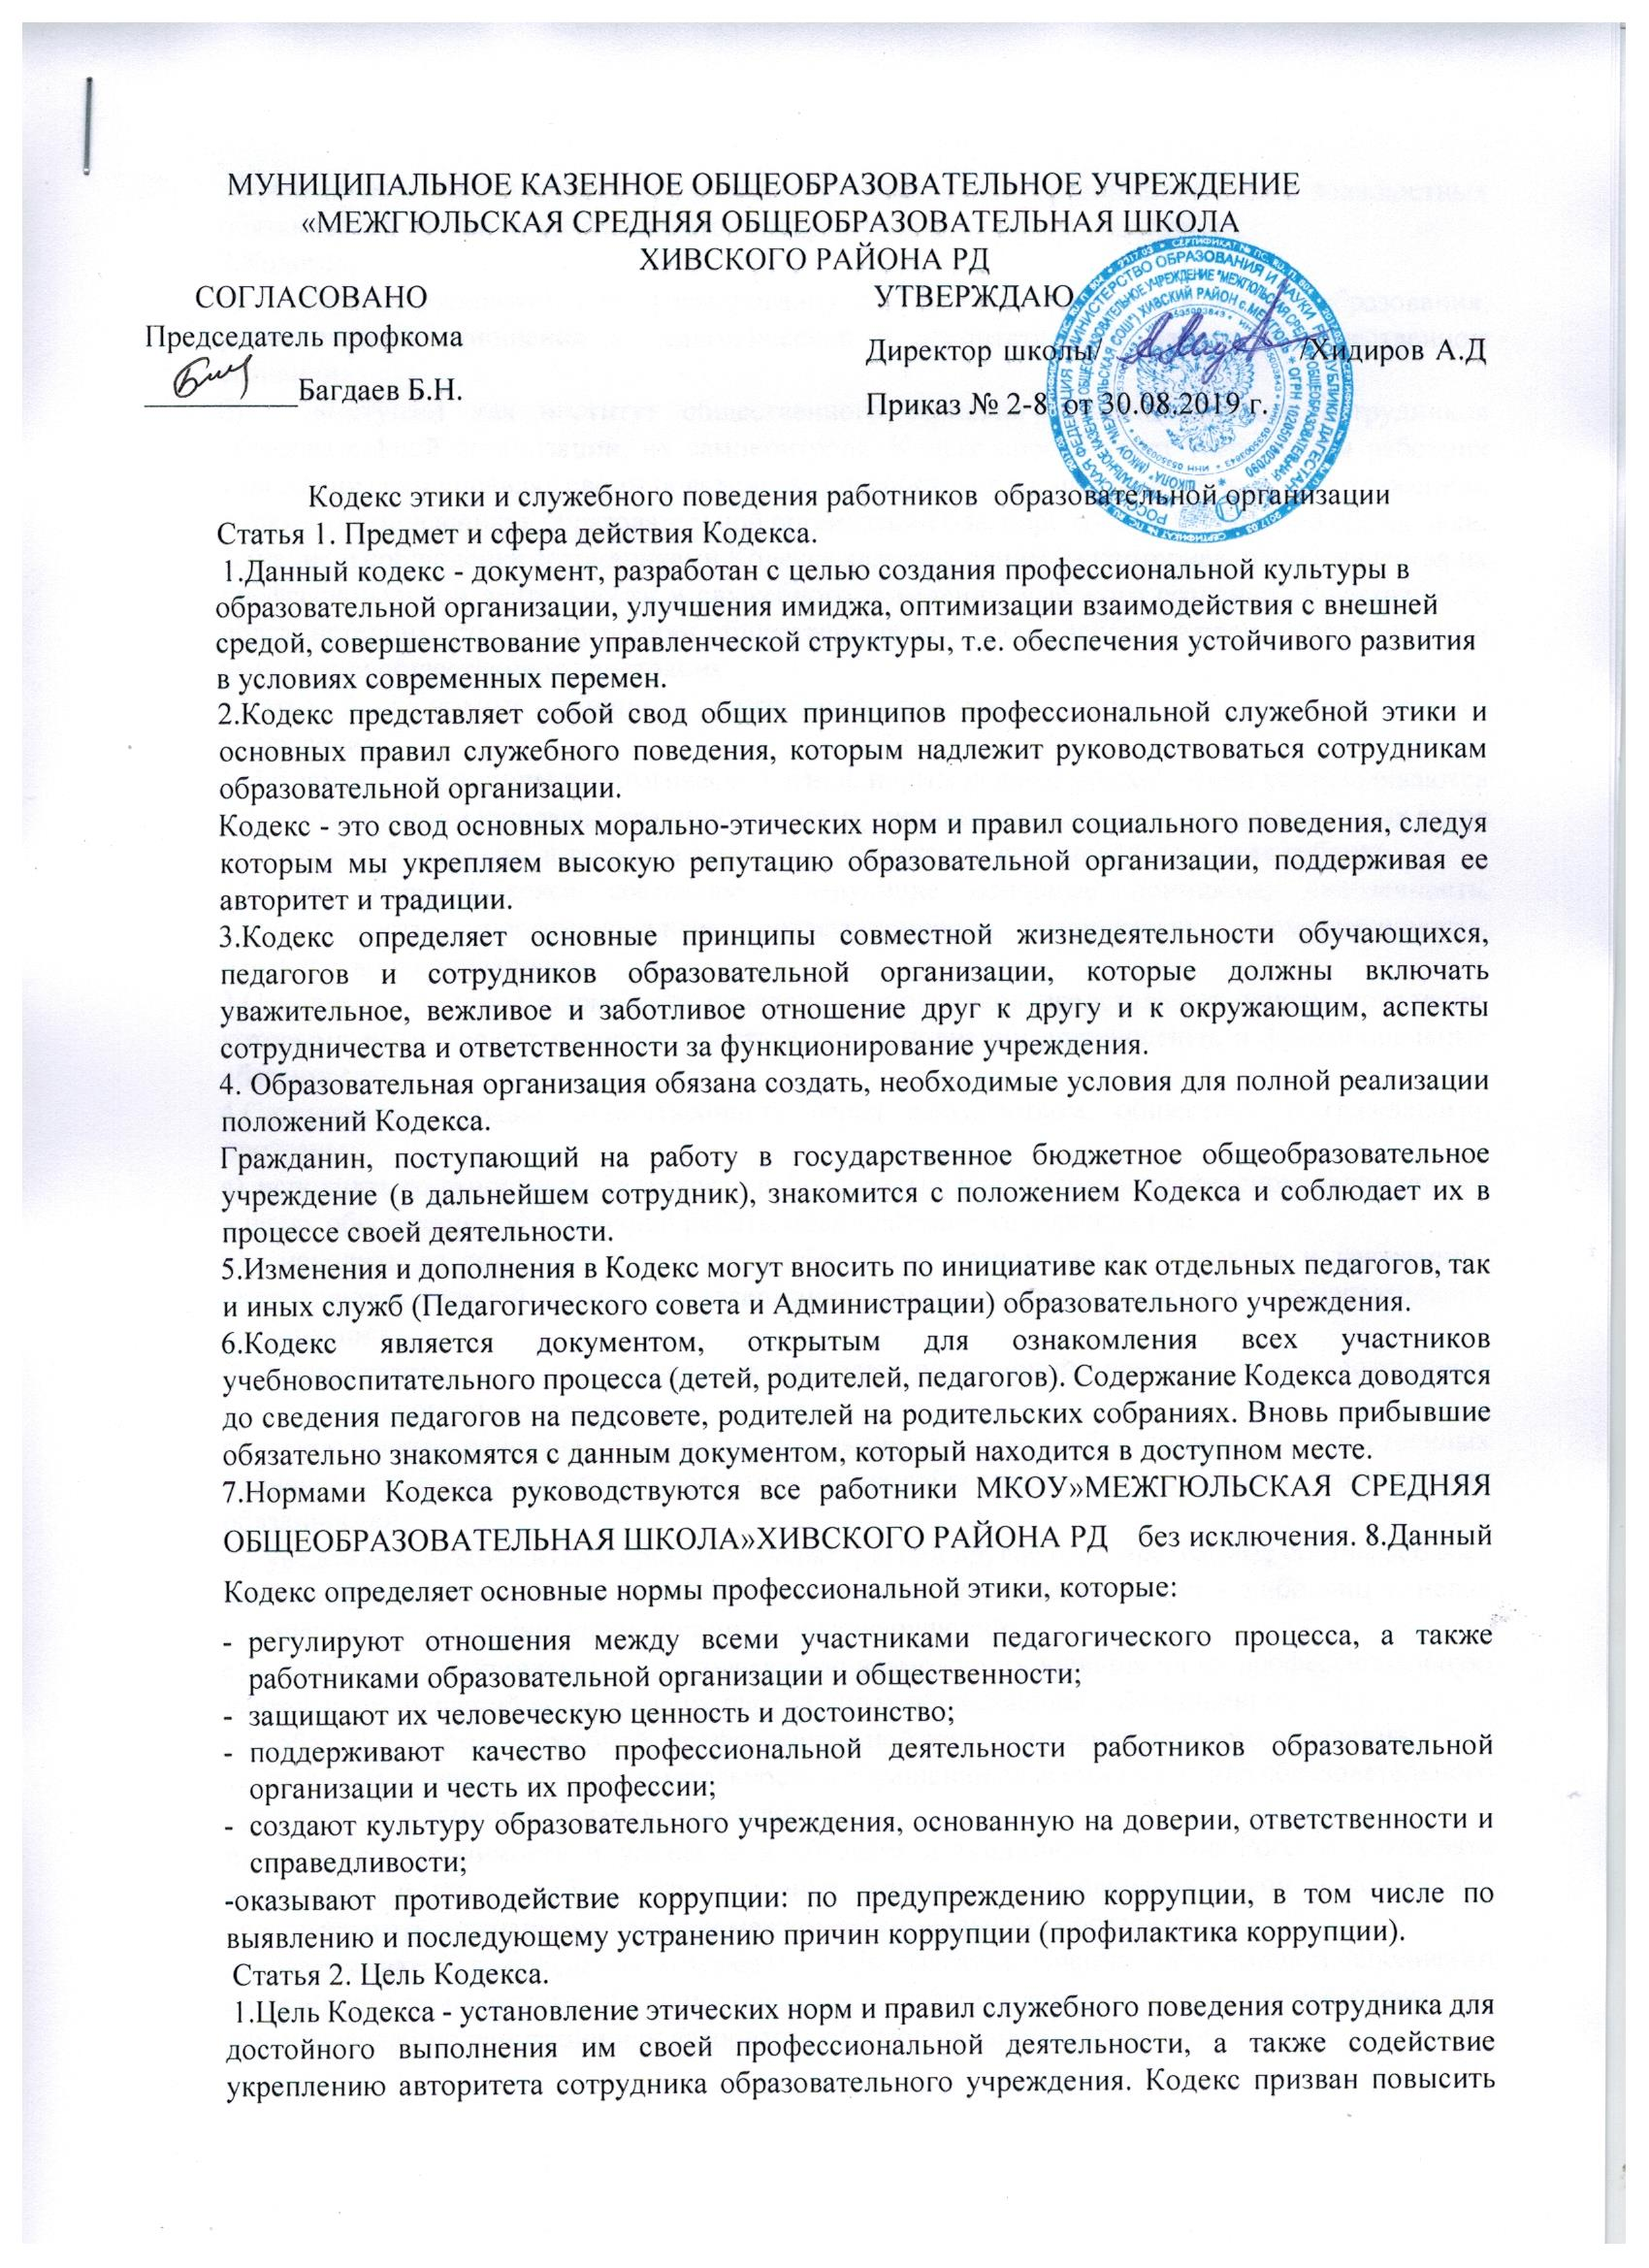 МУНИЦИПАЛЬНОЕ КАЗЕННОЕ ОБЩЕОБРАЗОВАТЕЛЬНОЕ УЧРЕЖДЕНИЕ
«МЕЖГЮЛЬСКАЯ СРЕДНЯЯ ОБЩЕОБРАЗОВАТЕЛЬНАЯ ШКОЛА
ХИВСКОГО РАЙОНА РД
СОГЛАСОВАНО
Председатель профкома
Багдаев Б.Н.
УТВЕРЖДАЮ
Директор школы/ /Хидиров А.Д
Приказ № 2-8 от 30.08.2019 г.
Кодекс этики и служебного поведения работников образовательной организации
Статья 1. Предмет и сфера действия Кодекса.
1.Данный кодекс - документ, разработан с целью создания профессиональной культуры в
образовательной организации, улучшения имиджа, оптимизации взаимодействия с внешней
средой, совершенствование управленческой структуры, т.е. обеспечения устойчивого развития
в условиях современных перемен.
2.Кодекс представляет собой свод общих принципов профессиональной служебной этики и
основных правил служебного поведения, которым надлежит руководствоваться сотрудникам
образовательной организации.
Кодекс - это свод основных морально-этических норм и правил социального поведения, следуя
которым мы укрепляем высокую репутацию образовательной организации, поддерживая ее
авторитет и традиции.
3.Кодекс определяет основные принципы совместной жизнедеятельности обучающихся,
педагогов и сотрудников образовательной организации, которые должны включать
уважительное, вежливое и заботливое отношение друг к другу и к окружающим, аспекты
сотрудничества и ответственности за функционирование учреждения.
4. Образовательная организация обязана создать, необходимые условия для полной реализации
положений Кодекса.
Гражданин, поступающий на работу в государственное бюджетное общеобразовательное
учреждение (в дальнейшем сотрудник), знакомится с положением Кодекса и соблюдает их в
процессе своей деятельности.
5.Изменения и дополнения в Кодекс могут вносить по инициативе как отдельных педагогов, так
и иных служб (Педагогического совета и Администрации) образовательного учреждения.
6.Кодекс является документом, открытым для ознакомления всех участников
учебновоспитательного процесса (детей, родителей, педагогов). Содержание Кодекса доводятся
до сведения педагогов на педсовете, родителей на родительских собраниях. Вновь прибывшие
обязательно знакомятся с данным документом, который находится в доступном месте.
7.Нормами Кодекса руководствуются все работники МКОУ»МЕЖГЮЛЬСКАЯ СРЕДНЯЯ
ОБЩЕОБРАЗОВАТЕЛЬНАЯ ШКОЛА»ХИВСКОГО РАЙОНА РД без исключения. 8.Данный
Кодекс определяет основные нормы профессиональной этики, которые:
- регулируют отношения между всеми участниками педагогического процесса, а также
работниками образовательной организации и общественности;
- защищают их человеческую ценность и достоинство;
- поддерживают качество профессиональной деятельности работников образовательной
организации и честь их профессии;
- создают культуру образовательного учреждения, основанную на доверии, ответственности и
справедливости;
-оказывают противодействие коррупции: по предупреждению коррупции, в том числе по
выявлению и последующему устранению причин коррупции (профилактика коррупции).
Статья 2. Цель Кодекса.
1.Цель Кодекса - установление этических норм и правил служебного поведения сотрудника для
достойного выполнения им своей профессиональной деятельности, а также содействие
укреплению авторитета сотрудника образовательного учреждения. Кодекс призван повысить